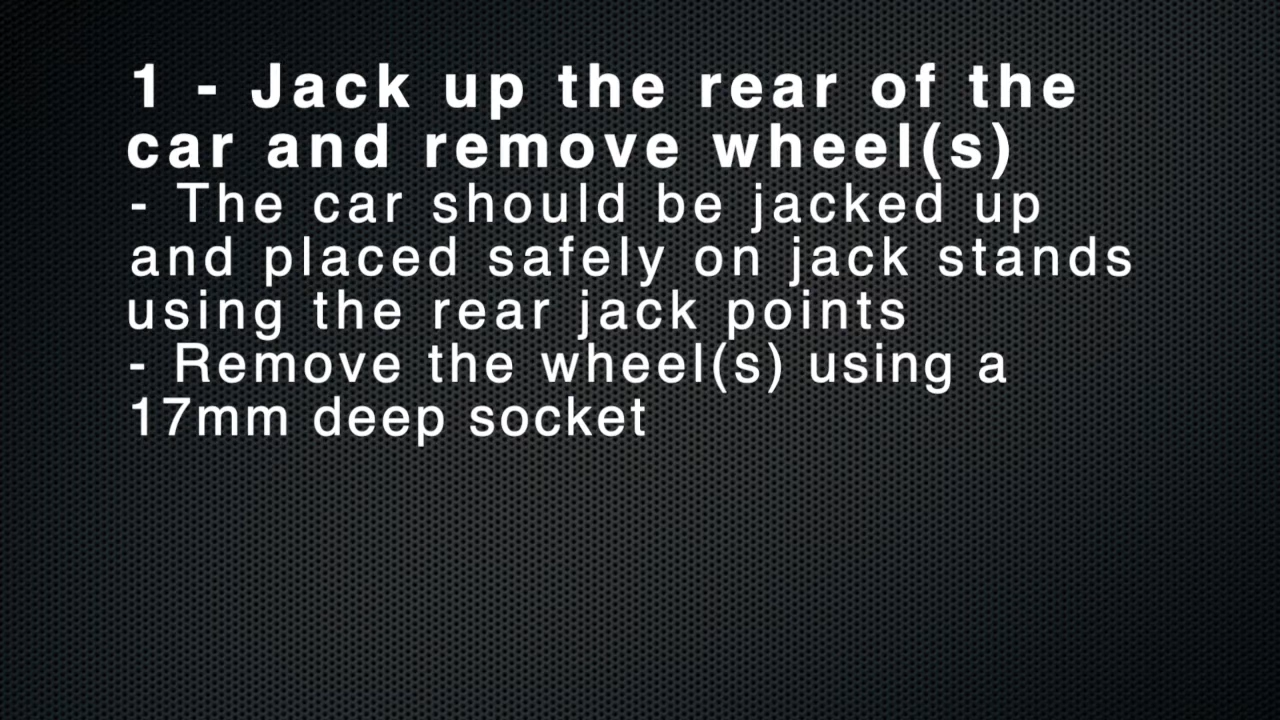 1 - Jack up the rear of the
car and remove wheel(s)
- The car should be jacked up
and placed safely on jack stands
using the rear jack points
- Remove the wheel(s) using a
17mm deep socket